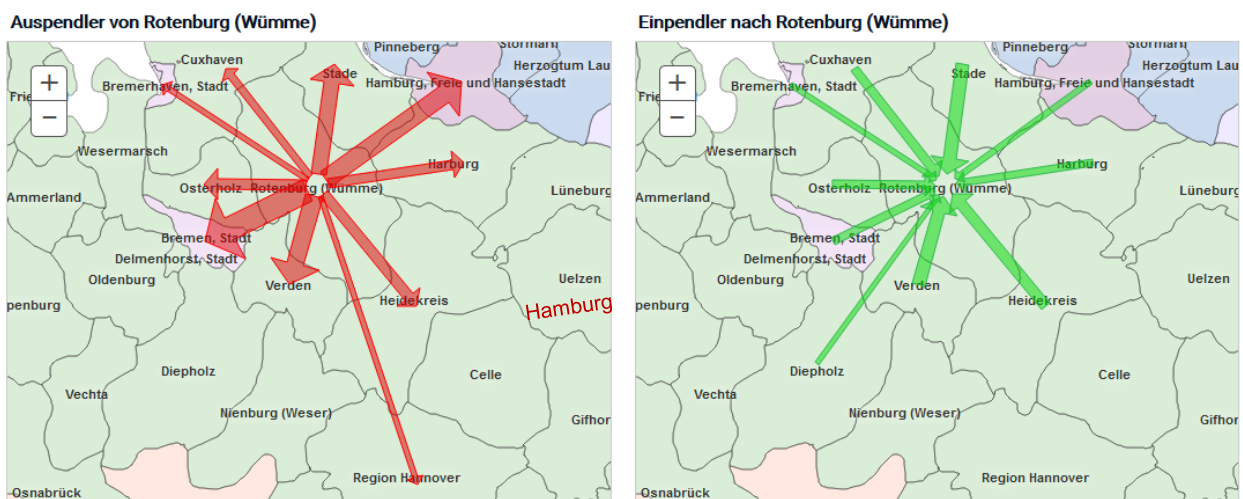 Auspendler von Rotenburg (Wümme)
Pinneberg
Stormarn
Cuxhaven
Herzogtum Lau
Stade
+
Bremerhaven, Stadt
Hamburg, Freie und Hansestadt
Frie
−
Wesermarsch
Harburg
Osterholz
Rotenburg (Wümme)
Lüneburg
Ammerland
Bremen, Stadt
Delmenhorst, Stadt
Oldenburg
Verden
Uelzen
Heidekreis
Hamburg
penburg
Diepholz
Celle
Vechta
Nienburg (Weser)
Gifhor
Region Hannover
Osnabrück
Einpendler nach Rotenburg (Wümme)
Pinneberg
Stormarn
Cuxhaven
Herzogtum Lau
Stade
+
Bremerhaven, Stadt
Hamburg, Freie und Hansestadt
Frie
−
Wesermarsch
Harburg
Osterholz
Rotenburg (Wümme)
Lüneburg
Ammerland
Bremen, Stadt
Delmenhorst, Stadt
Oldenburg
Verden
Uelzen
Heidekreis
penburg
Diepholz
Celle
Vechta
Nienburg (Weser)
Gifhor
Region Hannover
Osnabrück